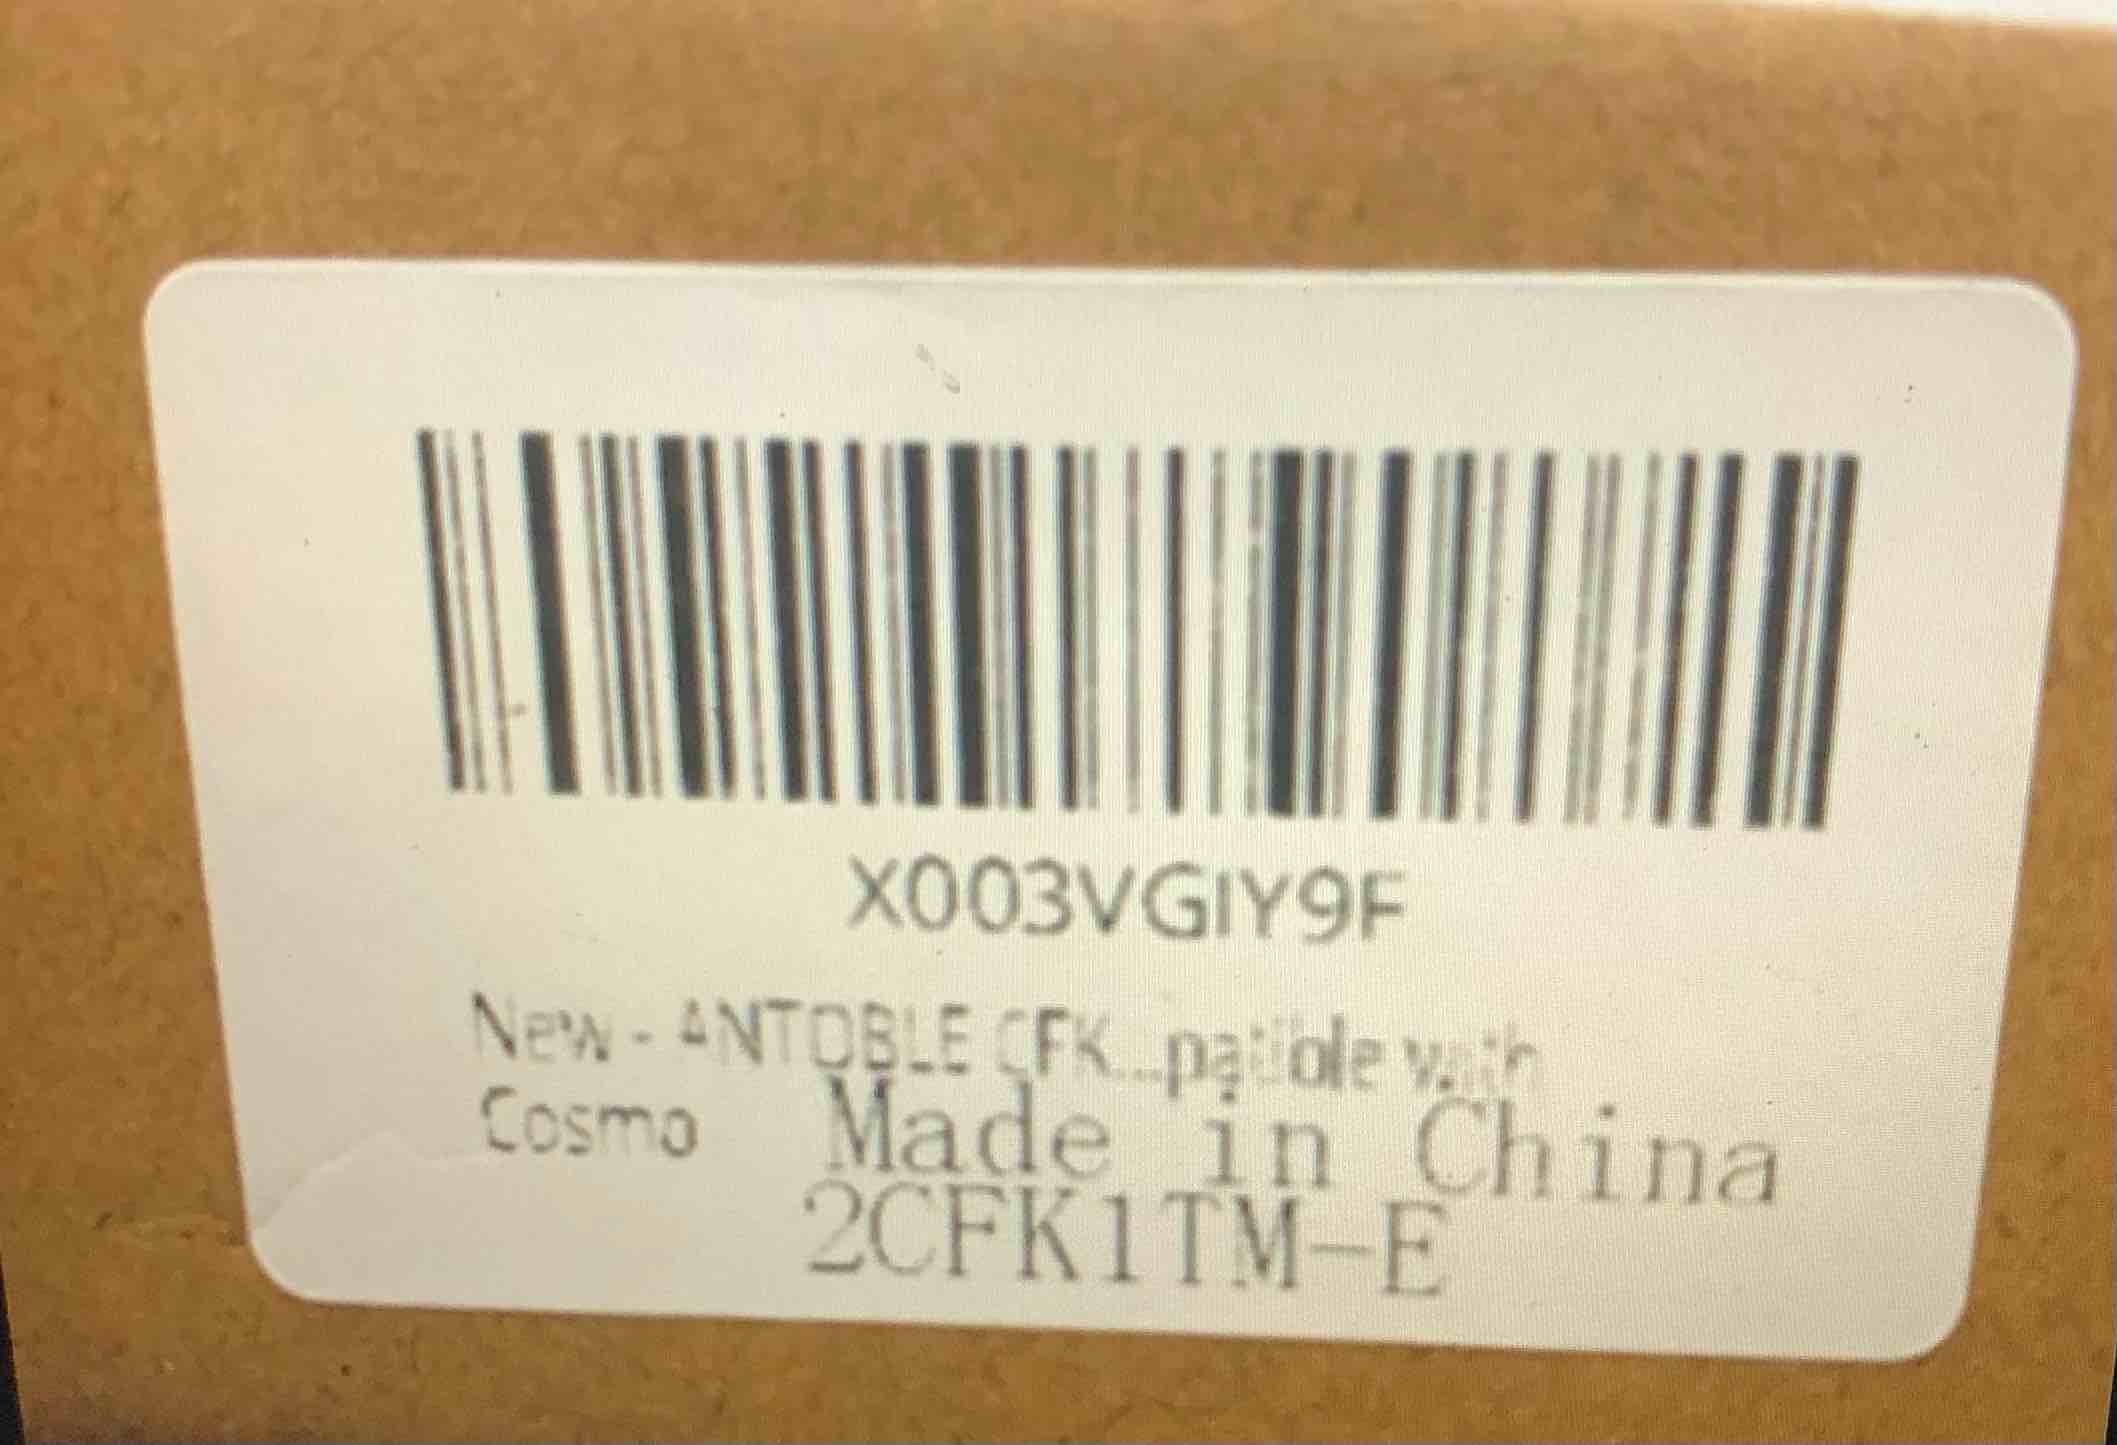 X003VGIY9F
New - ANTOBLE CFK...patible with
Cosmo Made in China
2CFK1TM-E